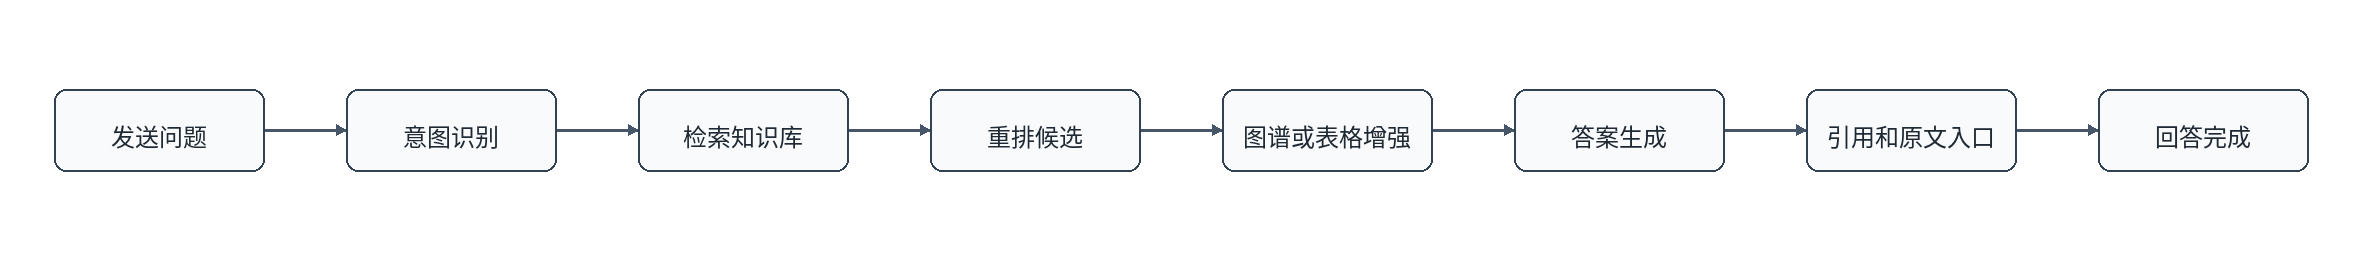 发送问题
意图识别
检索知识库
重排候选
图谱或表格增强
答案生成
引用和原文入口
回答完成